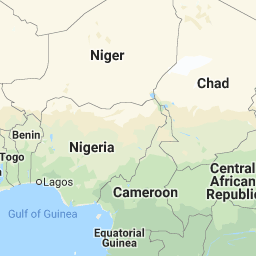 Niger
Chad
Benin
Togo
Nigeria
Lagos
Central
African
Republic
Cameroon
Gulf of Guinea
Equatorial
Guinea